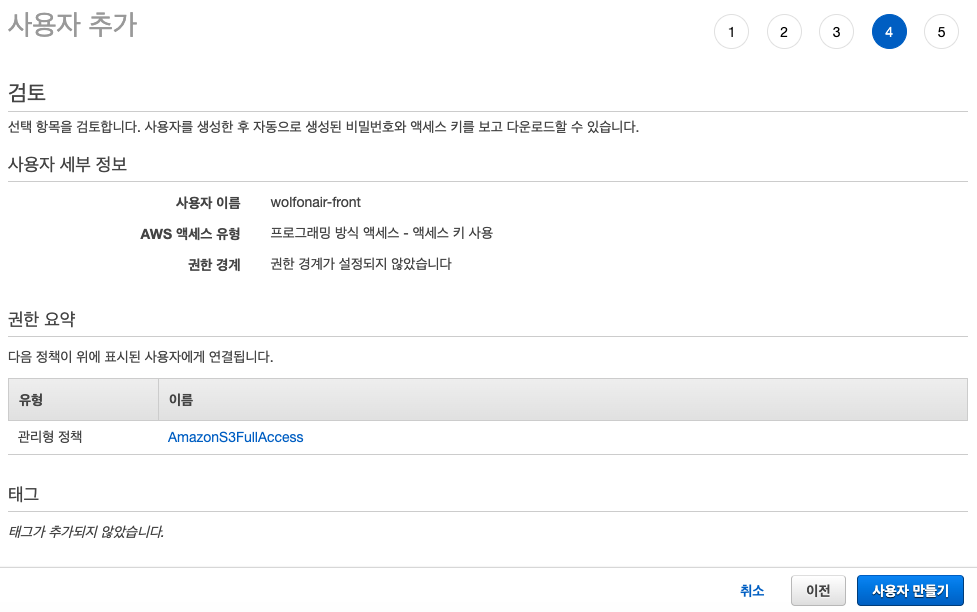 사용자 추가
1 2 3 4 5
검토
선택 항목을 검토합니다. 사용자를 생성한 후 자동으로 생성된 비밀번호와 액세스 키를 보고 다운로드할 수 있습니다.
사용자 세부 정보
사용자 이름 wolfonair-front
AWS 액세스 유형 프로그래밍 방식 액세스 - 액세스 키 사용
권한 경계 권한 경계가 설정되지 않았습니다
권한 요약
다음 정책이 위에 표시된 사용자에게 연결됩니다.
유형 이름
관리형 정책 AmazonS3FullAccess
태그
태그가 추가되지 않았습니다.
취소 이전 사용자 만들기